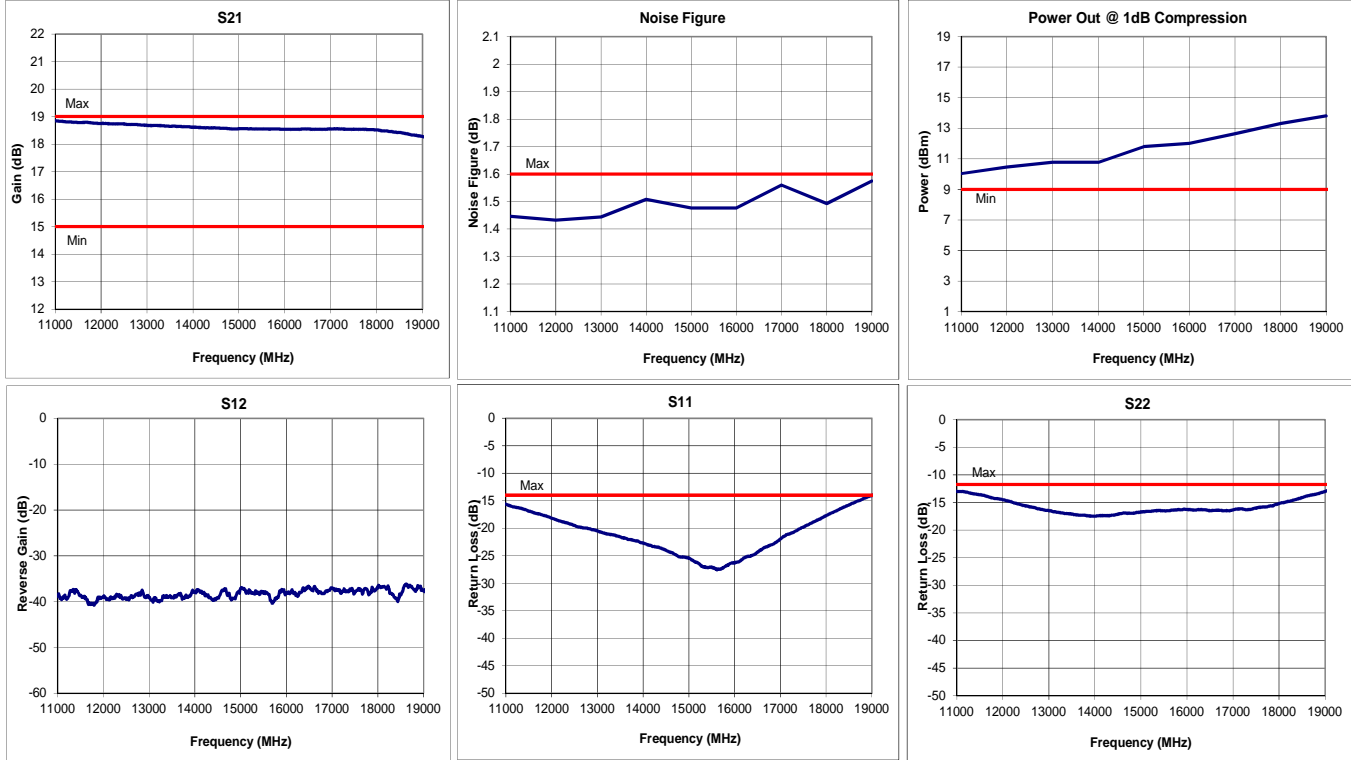 S21
22
21
20
19
18
17
16
15
14
13
12
Max
Min
Gain (dB)
11000 12000 13000 14000 15000 16000 17000 18000 19000
Frequency (MHz)
Noise Figure
2.1
2
1.9
1.8
1.7
1.6
1.5
1.4
1.3
1.2
1.1
Max
Noise Figure (dB)
11000 12000 13000 14000 15000 16000 17000 18000 19000
Frequency (MHz)
Power Out @ 1dB Compression
19
17
15
13
11
9
7
5
3
1
Min
Power (dBm)
11000 12000 13000 14000 15000 16000 17000 18000 19000
Frequency (MHz)
S12
0
-10
-20
-30
-40
-50
-60
Reverse Gain (dB)
11000 12000 13000 14000 15000 16000 17000 18000 19000
Frequency (MHz)
S11
0
-5
-10
-15
-20
-25
-30
-35
-40
-45
-50
Max
Return Loss (dB)
11000 12000 13000 14000 15000 16000 17000 18000 19000
Frequency (MHz)
S22
0
-5
-10
-15
-20
-25
-30
-35
-40
-45
-50
Max
Return Loss (dB)
11000 12000 13000 14000 15000 16000 17000 18000 19000
Frequency (MHz)